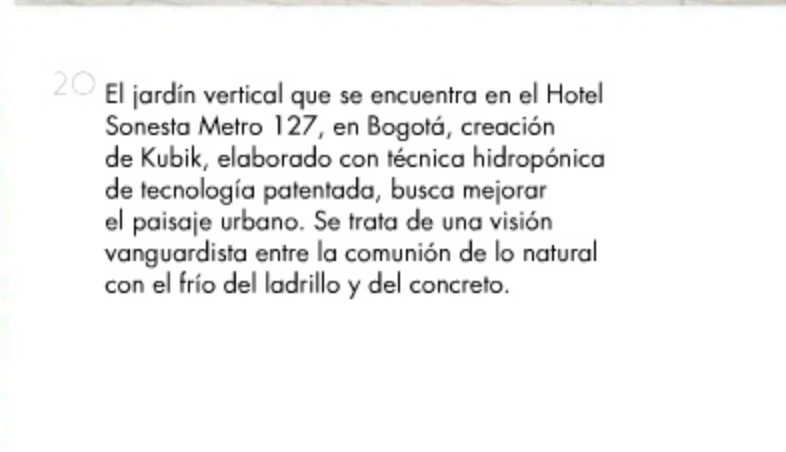 20
El jardín vertical que se encuentra en el Hotel
Sonesta Metro 127, en Bogotá, creación
de Kubik, elaborado con técnica hidropónica
de tecnología patentada, busca mejorar
el paisaje urbano. Se trata de una visión
vanguardista entre la comunión de lo natural
con el frío del ladrillo y del concreto.